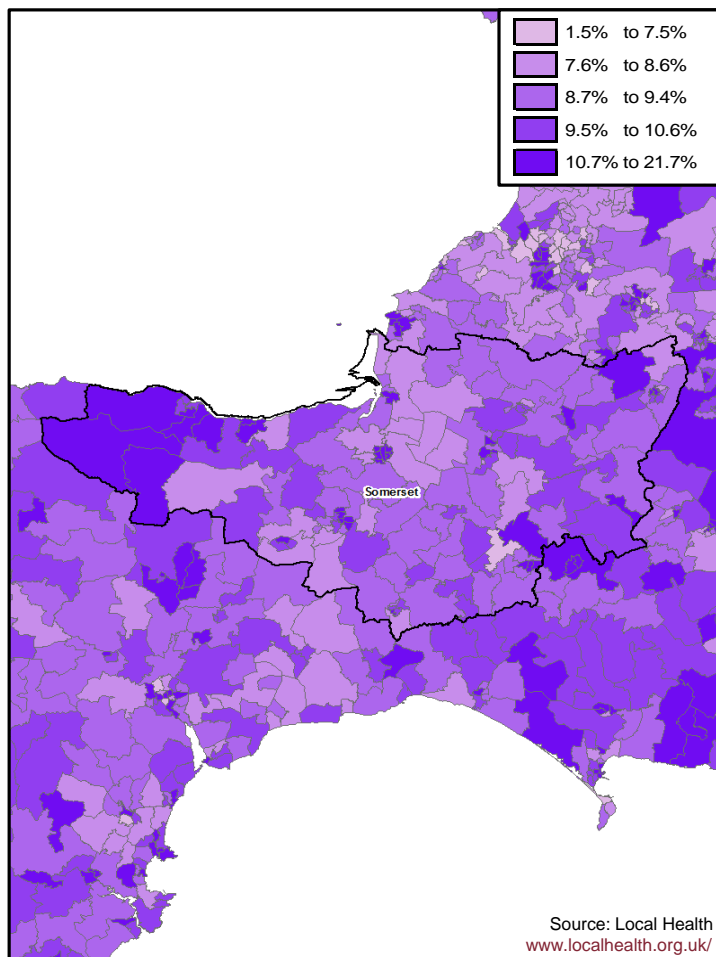 1.5% to 7.5%
7.6% to 8.6%
8.7% to 9.4%
9.5% to 10.6%
10.7% to 21.7%
Somerset
Source: Local Health
www.localhealth.org.uk/